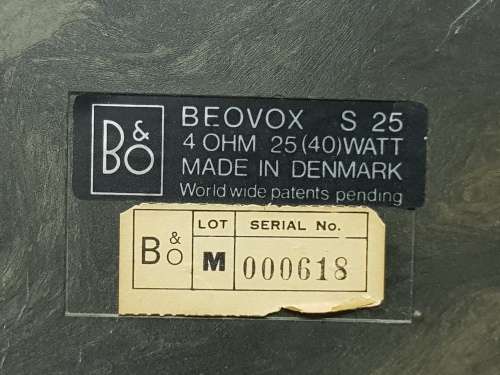 B&O
BEOVOX S 25
4 OHM 25(40)WATT
MADE IN DENMARK
World wide patents pending
B&O
LOT
M
SERIAL No.
000618